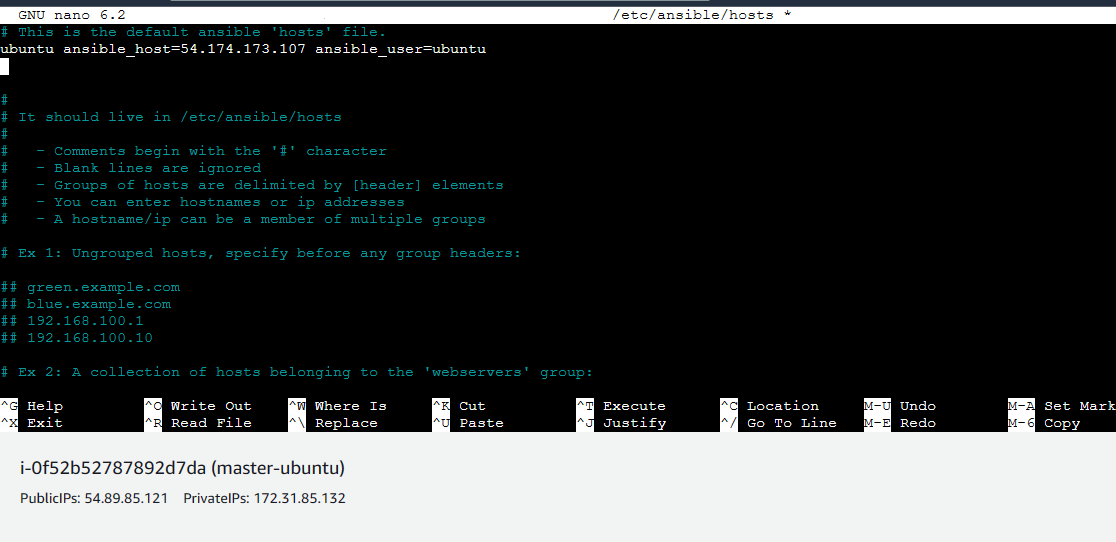 GNU nano 6.2 /etc/ansible/hosts *
# This is the default ansible 'hosts' file.
ubuntu ansible_host=54.174.173.107 ansible_user=ubuntu
#
# It should live in /etc/ansible/hosts
#
#   - Comments begin with the '#' character
#   - Blank lines are ignored
#   - Groups of hosts are delimited by [header] elements
#   - You can enter hostnames or ip addresses
#   - A hostname/ip can be a member of multiple groups
# Ex 1: Ungrouped hosts, specify before any group headers:
## green.example.com
## blue.example.com
## 192.168.100.1
## 192.168.100.10
# Ex 2: A collection of hosts belonging to the 'webservers' group:
^G Help ^O Write Out ^W Where Is ^K Cut ^T Execute ^C Location M-U Undo M-A Set Mark
^X Exit ^R Read File ^\ Replace ^U Paste ^J Justify ^/ Go To Line M-E Redo M-6 Copy
i-0f52b52787892d7da (master-ubuntu)
PublicIPs: 54.89.85.121 PrivateIPs: 172.31.85.132